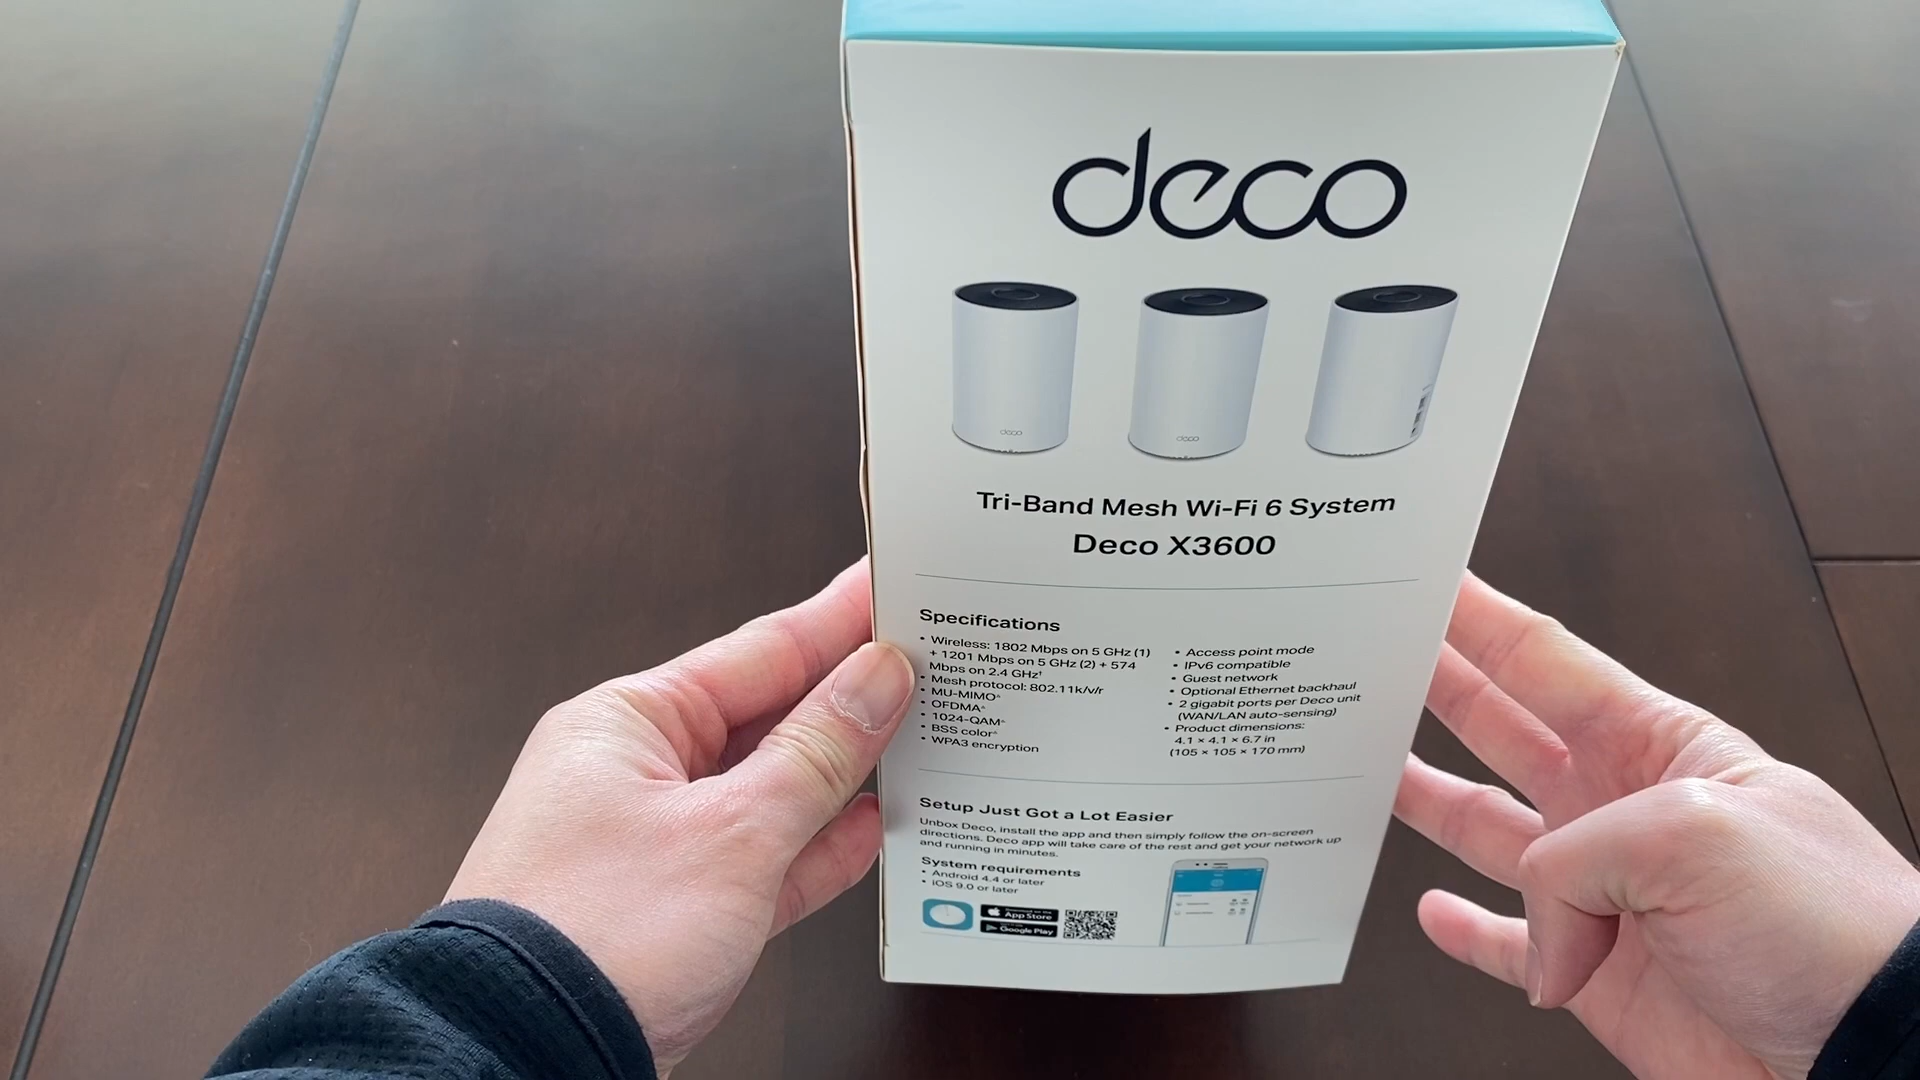 deco
deco
deco
Tri-Band Mesh Wi-Fi 6 System
Deco X3600
Specifications
• Wireless: 1802 Mbps on 5 GHz (1)
+ 1201 Mbps on 5 GHz (2) + 574
Mbps on 2.4 GHz†
• Mesh protocol: 802.11k/v/r
• MU-MIMO^
• OFDMA^
• 1024-QAM^
• BSS color^
• WPA3 encryption
• Access point mode
• IPv6 compatible
• Guest network
• Optional Ethernet backhaul
• 2 gigabit ports per Deco unit
(WAN/LAN auto-sensing)
• Product dimensions:
4.1 × 4.1 × 6.7 in
(105 × 105 × 170 mm)
Setup Just Got a Lot Easier
Unbox Deco, install the app and then simply follow the on-screen
directions. Deco app will take care of the rest and get your network up
and running in minutes.
System requirements
• Android 4.4 or later
• iOS 9.0 or later
App Store
Google Play